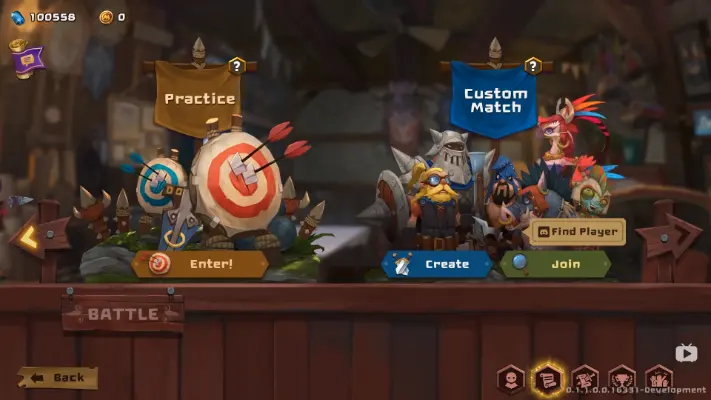 100558
0
?
Practice
?
Custom
Match
Find Player
Enter!
Create
Join
BATTLE
Back
0.1.1.0.0.16331-Development